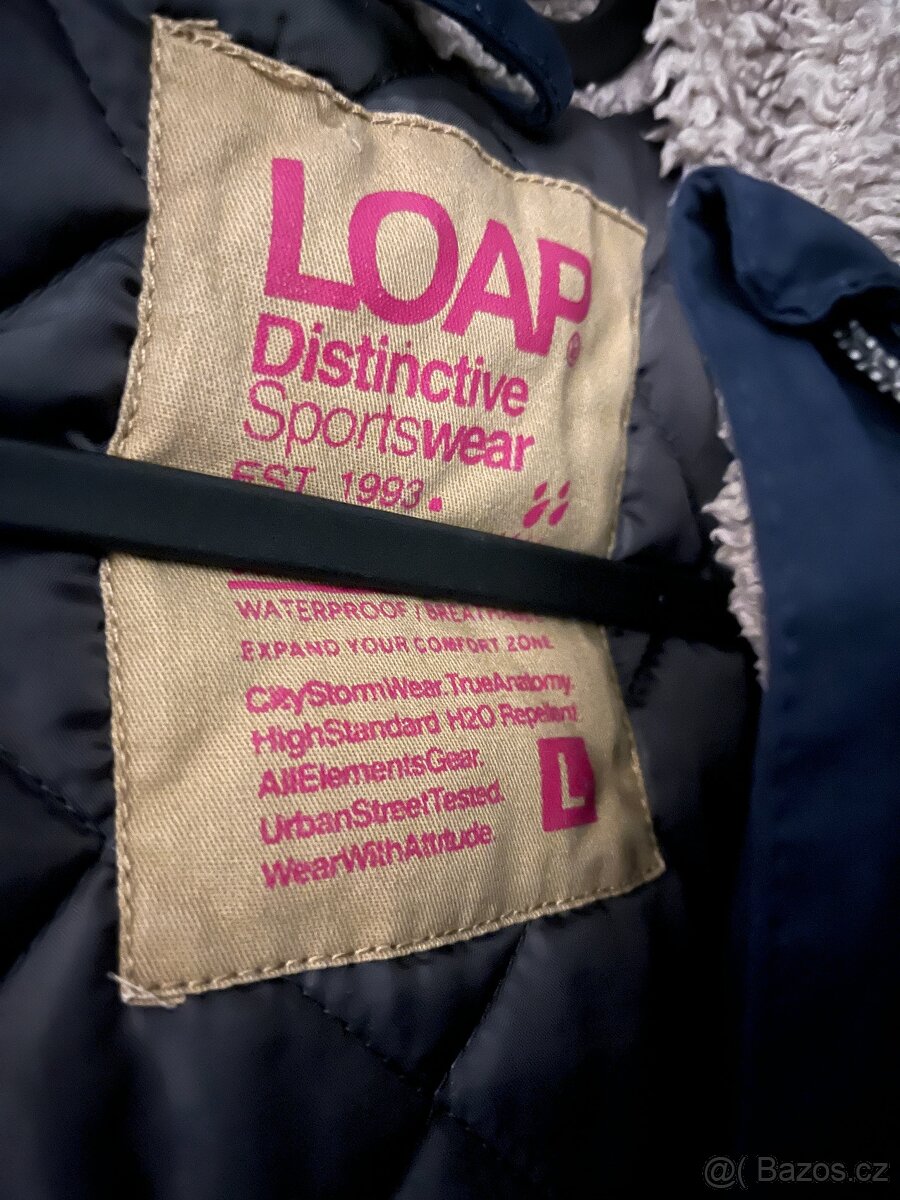 LOAP®
Distinctive
Sportswear
EST. 1993.
WATERPROOF / BREATHABLE
EXPAND YOUR COMFORT ZONE
CityStormWear.TrueAnatomy.
HighStandard H2O Repellent
AllElementsGear.
UrbanStreetTested.
WearWithAttitude
L
@( Bazos.cz